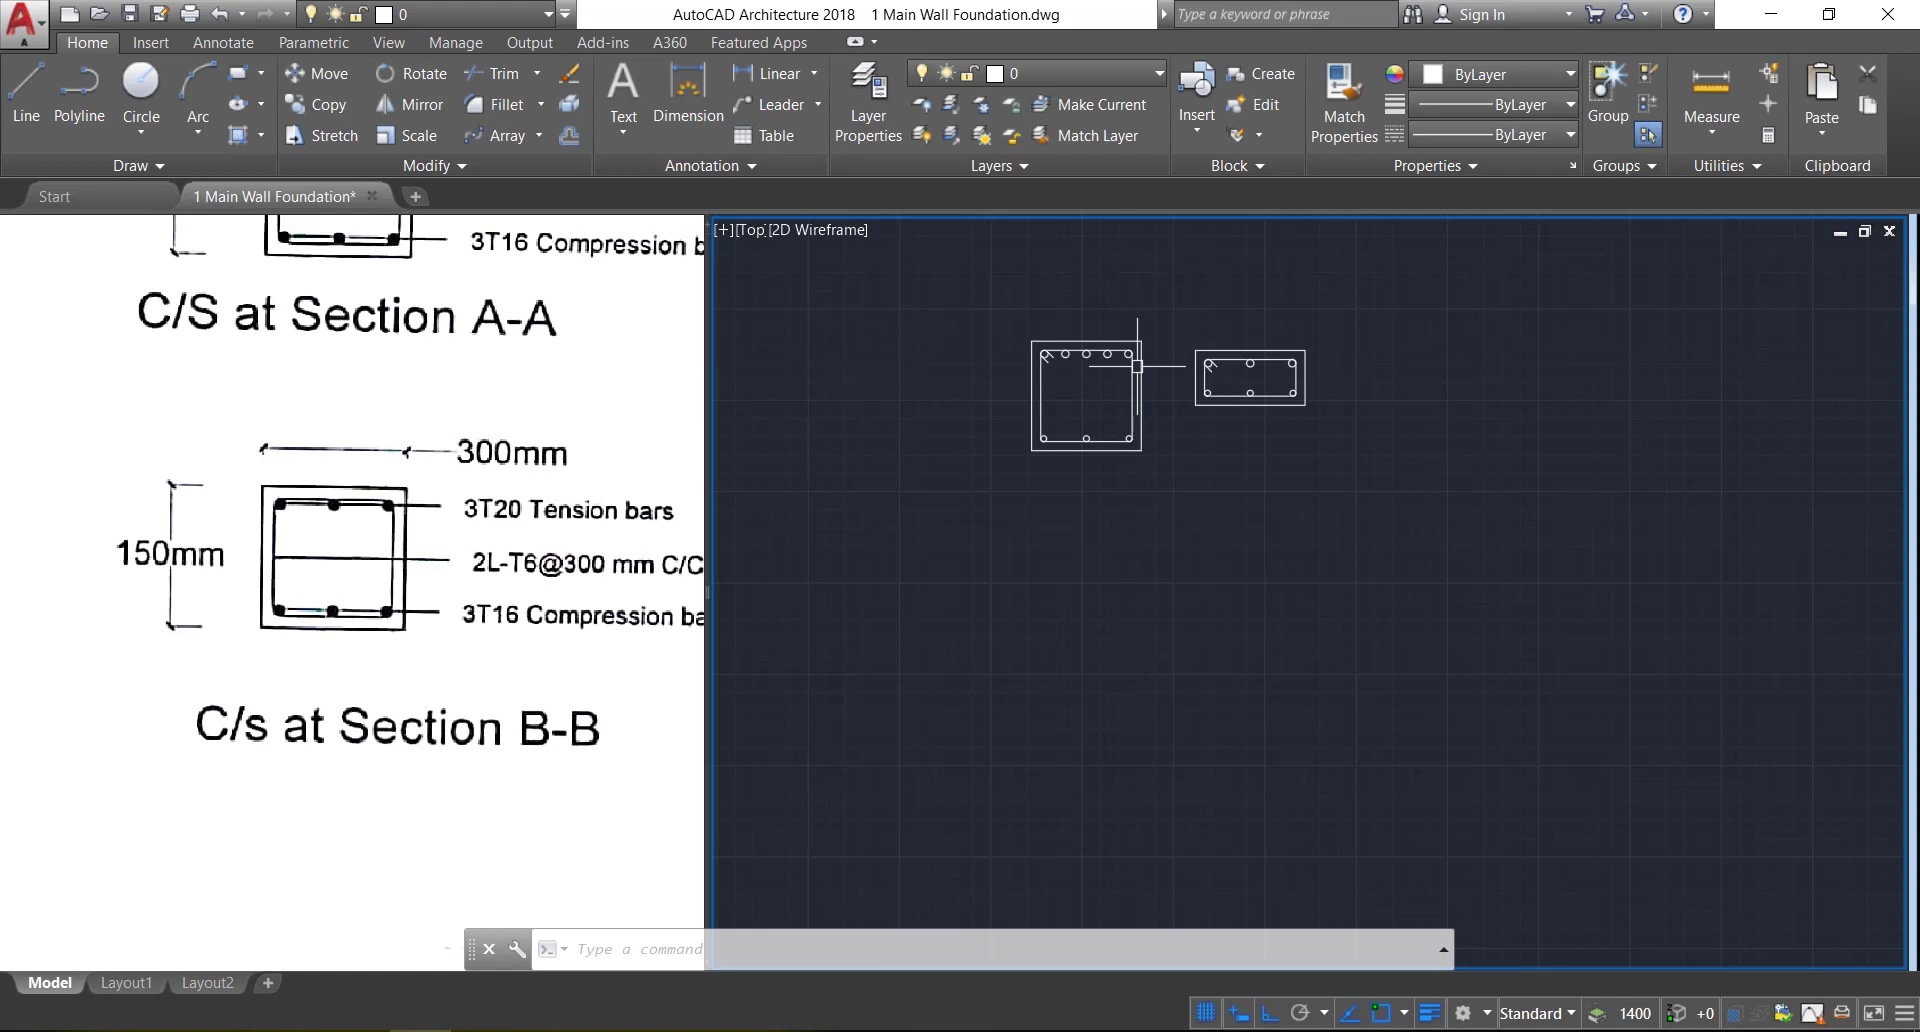 A
0
AutoCAD Architecture 2018    1 Main Wall Foundation.dwg
Type a keyword or phrase
Sign In
?
Home
Insert
Annotate
Parametric
View
Manage
Output
Add-ins
A360
Featured Apps
Line
Polyline
Circle
Arc
Move
Copy
Stretch
Rotate
Mirror
Scale
Trim
Fillet
Array
A
Text
Dimension
Linear
Leader
Table
Layer
Properties
0
Make Current
Match Layer
Insert
Create
Edit
Match
Properties
ByLayer
ByLayer
ByLayer
Group
Measure
Paste
Draw
Modify
Annotation
Layers
Block
Properties
Groups
Utilities
Clipboard
Start
1 Main Wall Foundation*
[+][Top][2D Wireframe]
3T16 Compression b
C/S at Section A-A
300mm
3T20 Tension bars
150mm
2L-T6@300 mm C/C
3T16 Compression ba
C/s at Section B-B
Type a command
Model
Layout1
Layout2
+
Standard
1400
+0